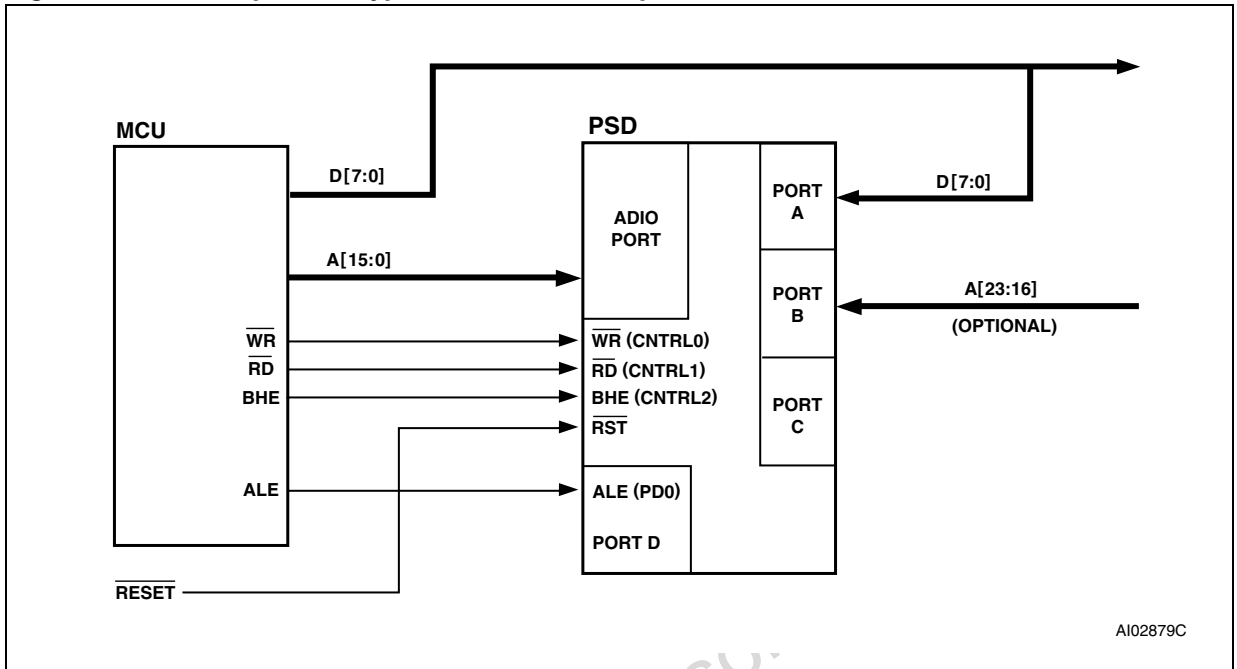 MCU
PSD
D[7:0]
D[7:0]
PORT
A
ADIO
PORT
A[15:0]
PORT
B
A[23:16]
(OPTIONAL)
WR
WR (CNTRL0)
RD
RD (CNTRL1)
BHE
BHE (CNTRL2)
PORT
C
RST
ALE
ALE (PD0)
PORT D
RESET
AI02879C